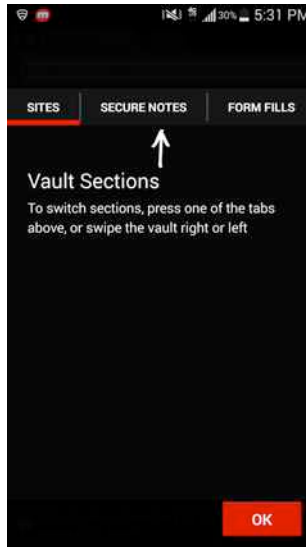 30% 5:31 PM
SITES SECURE NOTES FORM FILLS
Vault Sections
To switch sections, press one of the tabs
above, or swipe the vault right or left
OK